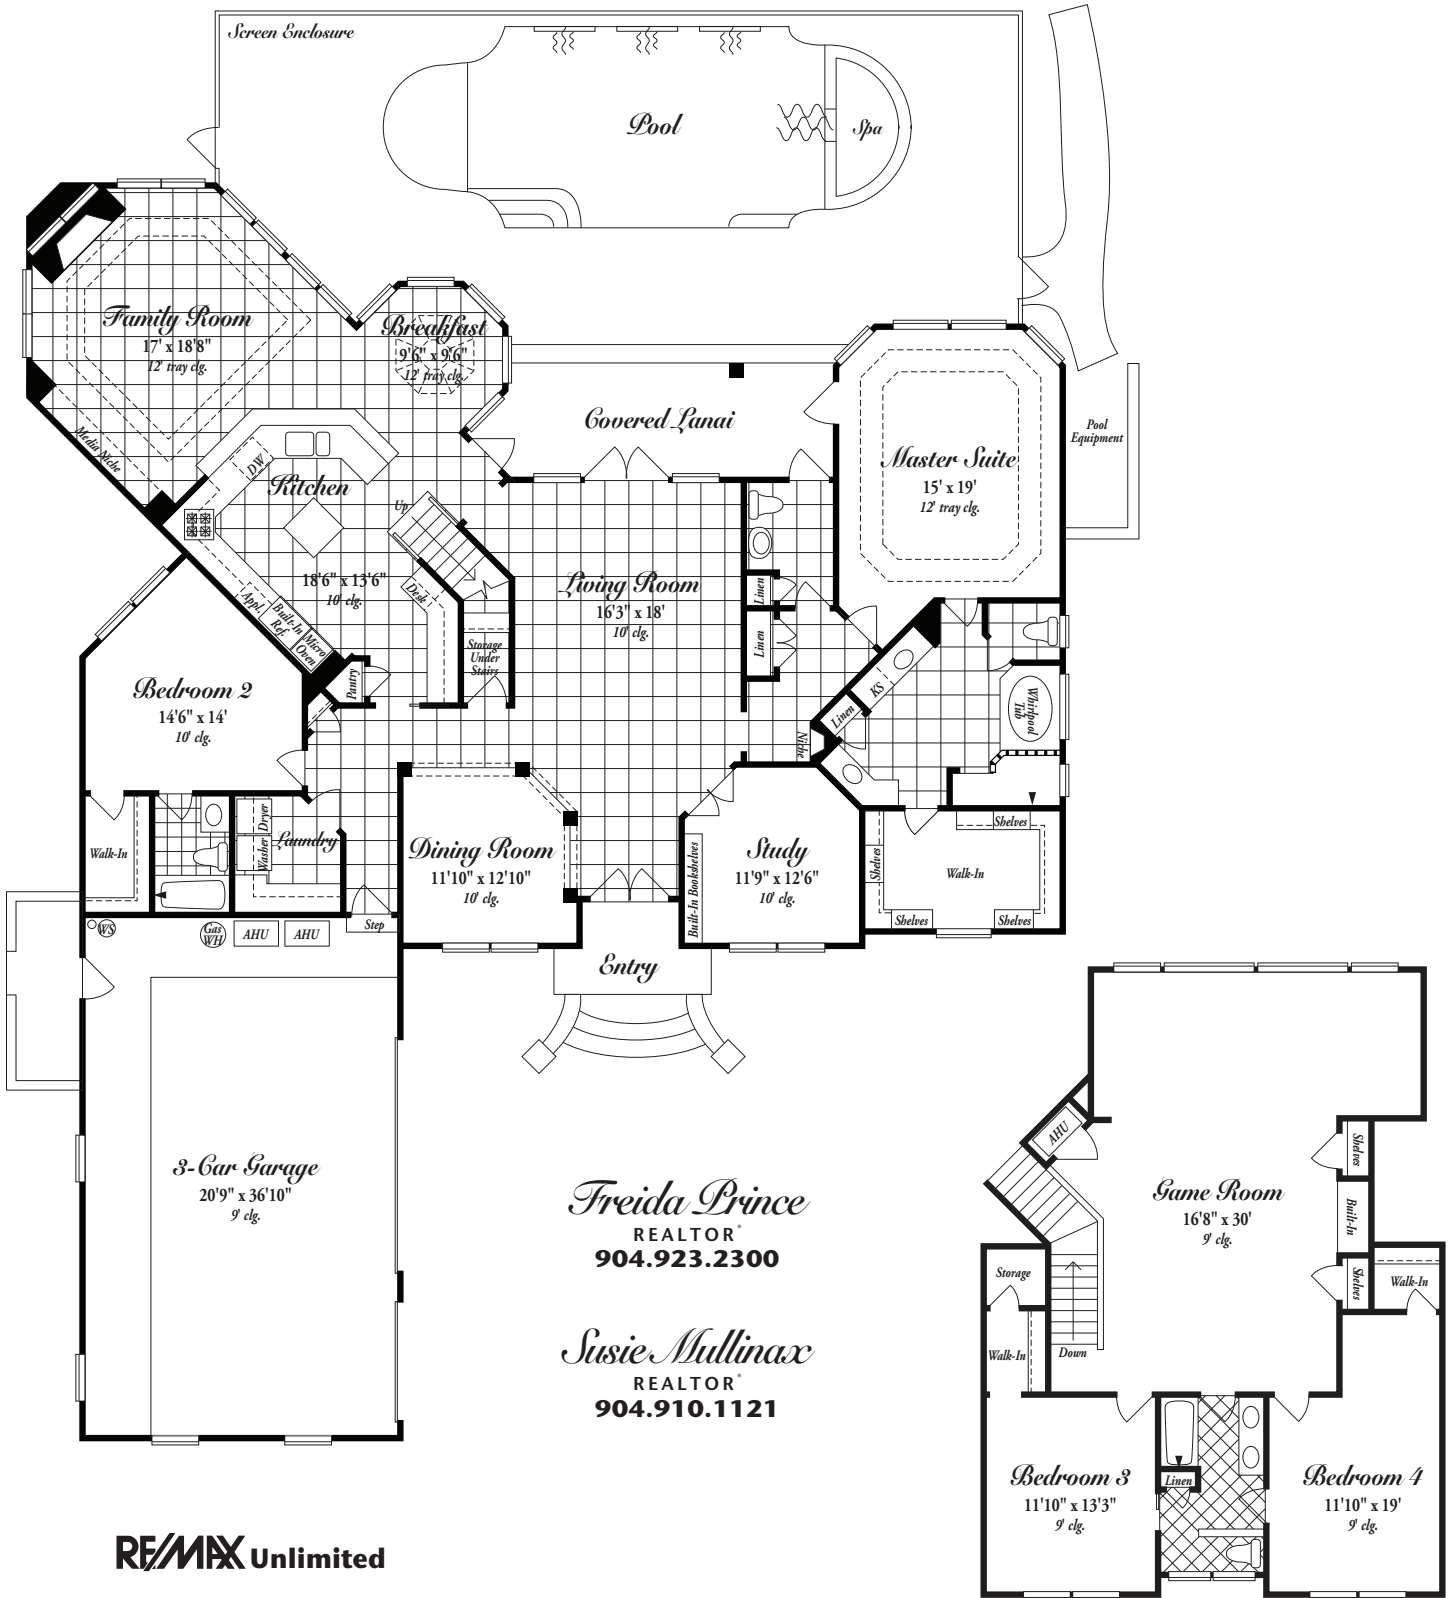 Screen Enclosure
Pool
Spa
Family Room
17' x 18'8"
12' tray clg.
Breakfast
9'6" x 9'6"
12' tray clg.
Covered Lanai
Master Suite
15' x 19'
12' tray clg.
Pool
Equipment
Media Niche
DW
Kitchen
18'6" x 13'6"
10' clg.
Up
Desk
Appl.
Built-In
Ref.
Micro
Oven
Pantry
Storage
Under
Stairs
Living Room
16'3" x 18'
10' clg.
Linen
Linen
Linen
KS
Niche
Whirlpool
Tub
Bedroom 2
14'6" x 14'
10' clg.
Walk-In
Dryer
Washer
Laundry
Dining Room
11'10" x 12'10"
10' clg.
Built-In Bookshelves
Study
11'9" x 12'6"
10' clg.
Shelves
Shelves
Walk-In
Shelves
Shelves
WS
Gas
WH
AHU
AHU
Step
Entry
3-Car Garage
20'9" x 36'10"
9' clg.
Freida Prince
REALTOR®
904.923.2300
Susie Mullinax
REALTOR®
904.910.1121
RE/MAX Unlimited
AHU
Game Room
16'8" x 30'
9' clg.
Shelves
Built-In
Shelves
Walk-In
Storage
Walk-In
Down
Bedroom 3
11'10" x 13'3"
9' clg.
Linen
Bedroom 4
11'10" x 19'
9' clg.